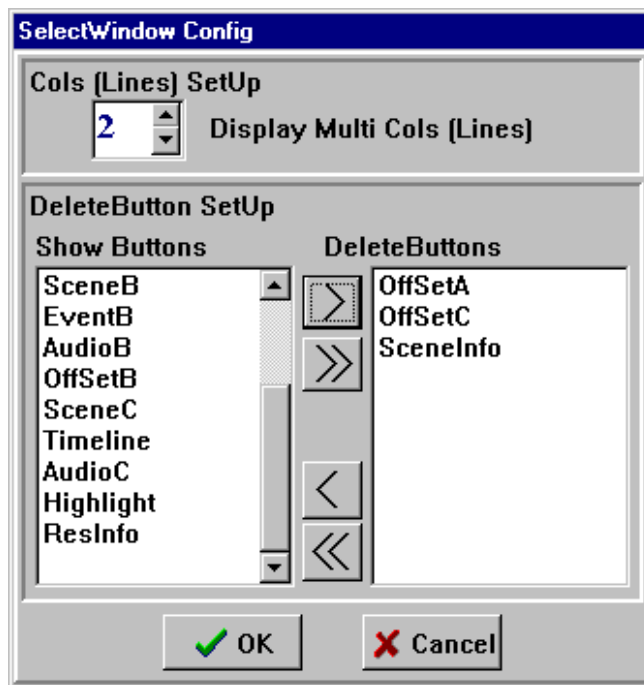 SelectWindow Config
Cols (Lines) SetUp
2
Display Multi Cols (Lines)
DeleteButton SetUp
Show Buttons
DeleteButtons
SceneB
EventB
AudioB
OffSetB
SceneC
Timeline
AudioC
Highlight
ResInfo
OffSetA
OffSetC
SceneInfo
OK
Cancel